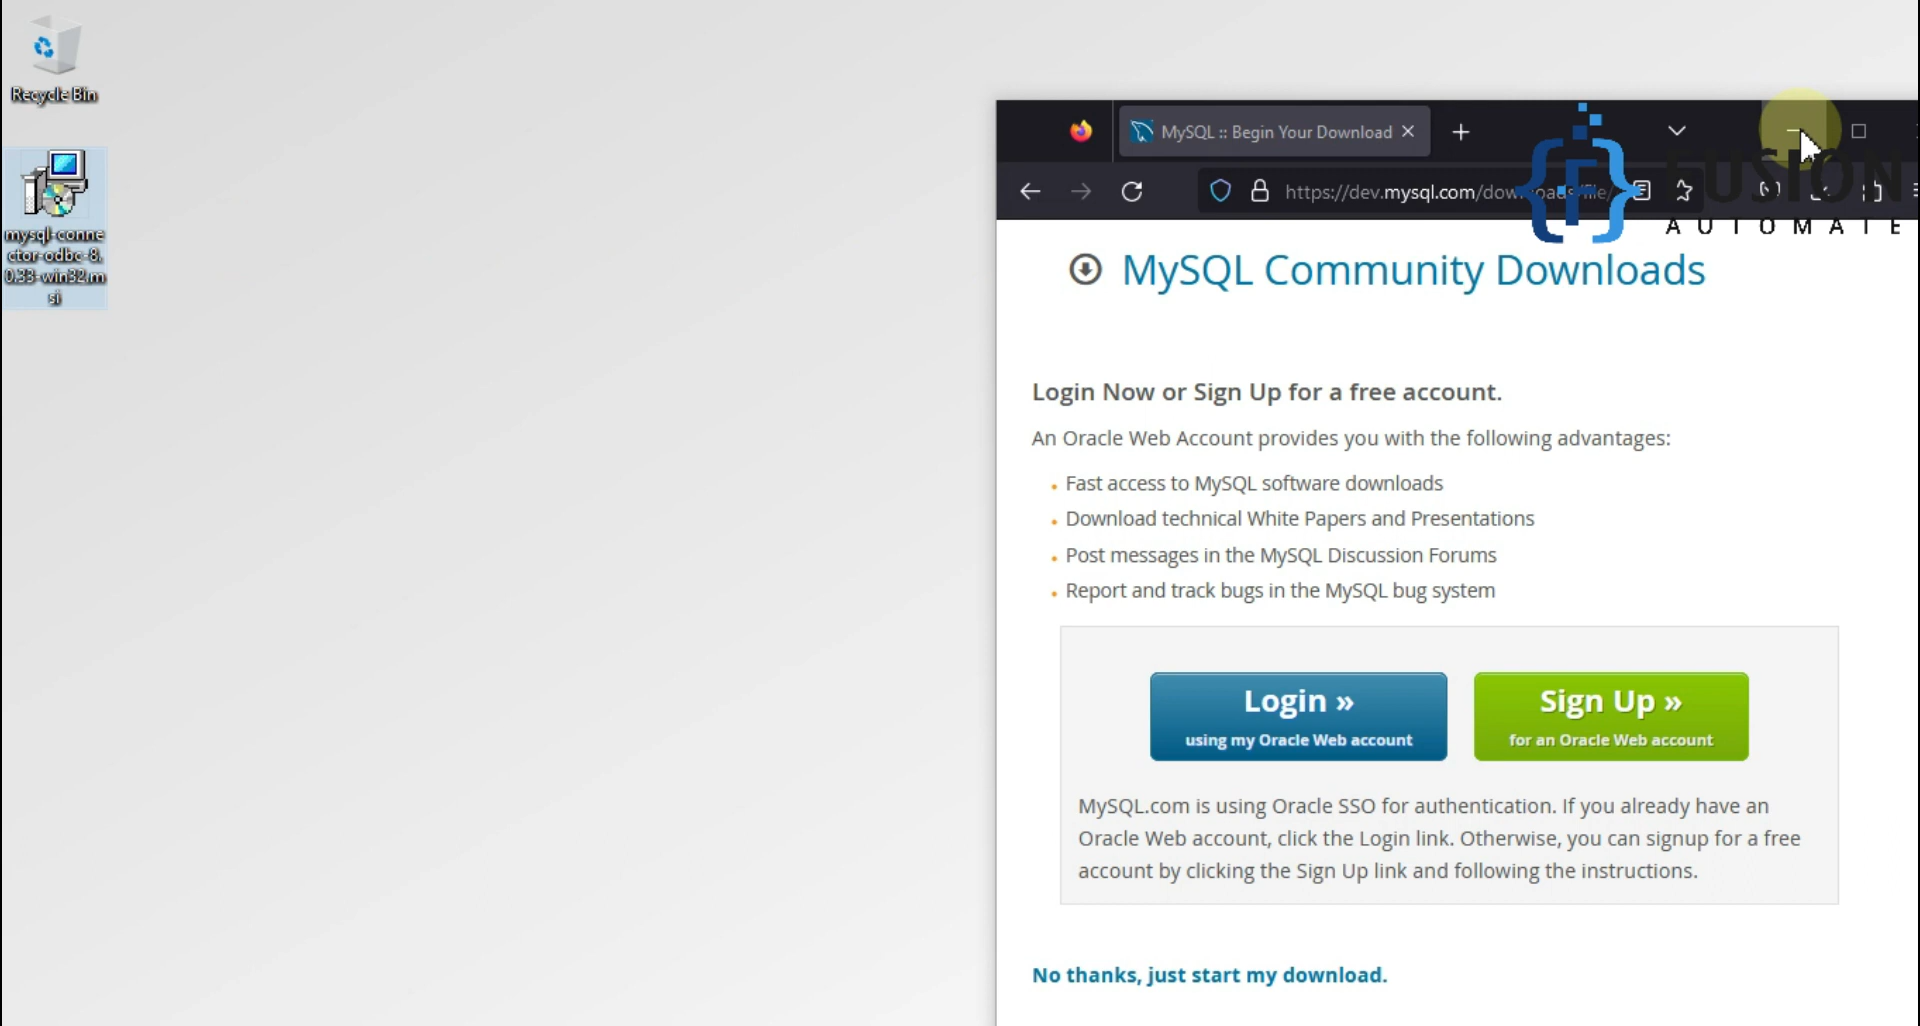 Recycle Bin
mysql-conne
ctor-odbc-8.
0.33-win32.m
si
MySQL :: Begin Your Download
https://dev.mysql.com/downloads/file/
FUSION
AUTOMATE
MySQL Community Downloads
Login Now or Sign Up for a free account.
An Oracle Web Account provides you with the following advantages:
Fast access to MySQL software downloads
Download technical White Papers and Presentations
Post messages in the MySQL Discussion Forums
Report and track bugs in the MySQL bug system
Login »
using my Oracle Web account
Sign Up »
for an Oracle Web account
MySQL.com is using Oracle SSO for authentication. If you already have an
Oracle Web account, click the Login link. Otherwise, you can signup for a free
account by clicking the Sign Up link and following the instructions.
No thanks, just start my download.